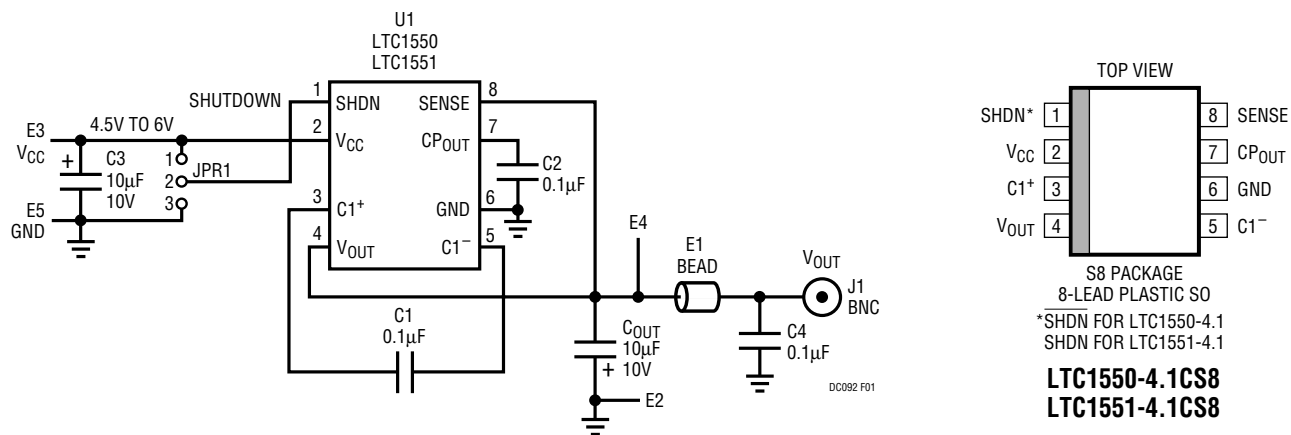 U1
LTC1550
LTC1551
SHUTDOWN
1
SHDN
SENSE
8
E3
VCC
4.5V TO 6V
2
VCC
CPOUT
7
+
C3
10µF
10V
1
2
3
JPR1
C2
0.1µF
3
C1+
GND
6
E5
GND
4
VOUT
C1–
5
E4
E1
BEAD
VOUT
J1
BNC
C1
0.1µF
COUT
10µF
+ 10V
C4
0.1µF
E2
DC092 F01
TOP VIEW
SHDN* 1
8 SENSE
VCC 2
7 CPOUT
C1+ 3
6 GND
VOUT 4
5 C1–
S8 PACKAGE
8-LEAD PLASTIC SO
*S̅H̅D̅N̅ FOR LTC1550-4.1
SHDN FOR LTC1551-4.1
LTC1550-4.1CS8
LTC1551-4.1CS8